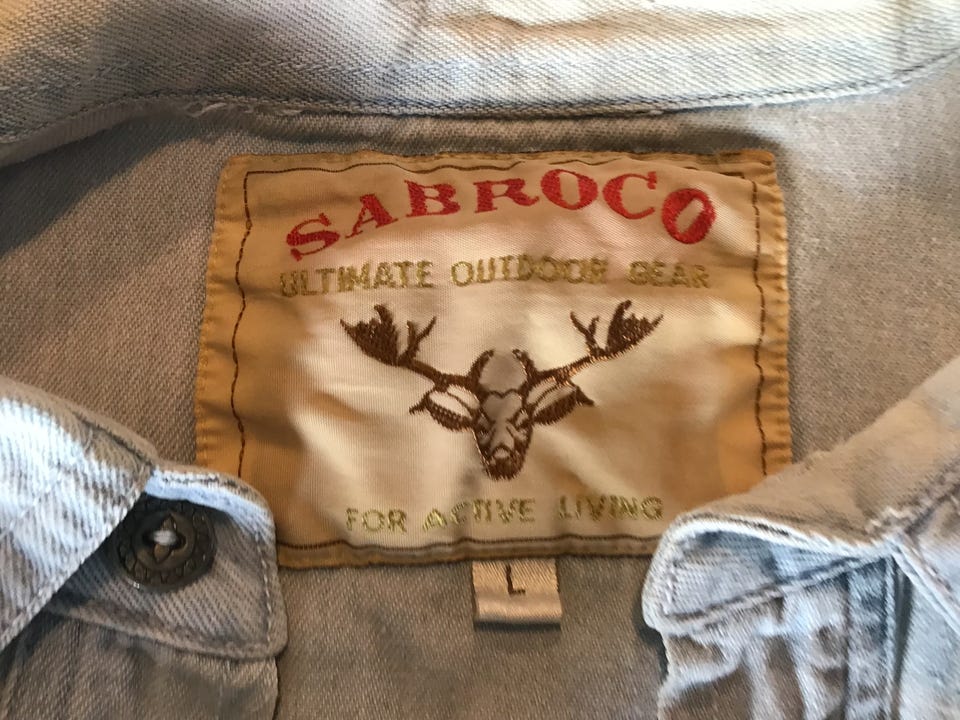 SABROCO
ULTIMATE OUTDOOR GEAR
FOR ACTIVE LIVING
L